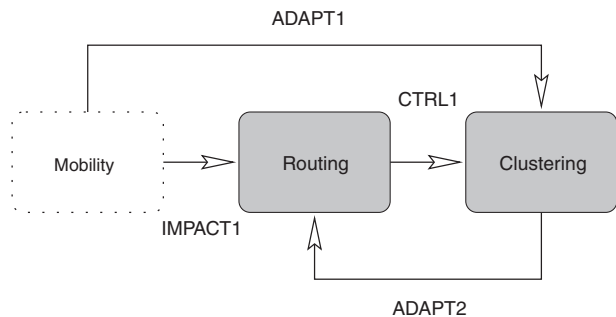 ADAPT1
CTRL1
Mobility
Routing
Clustering
IMPACT1
ADAPT2